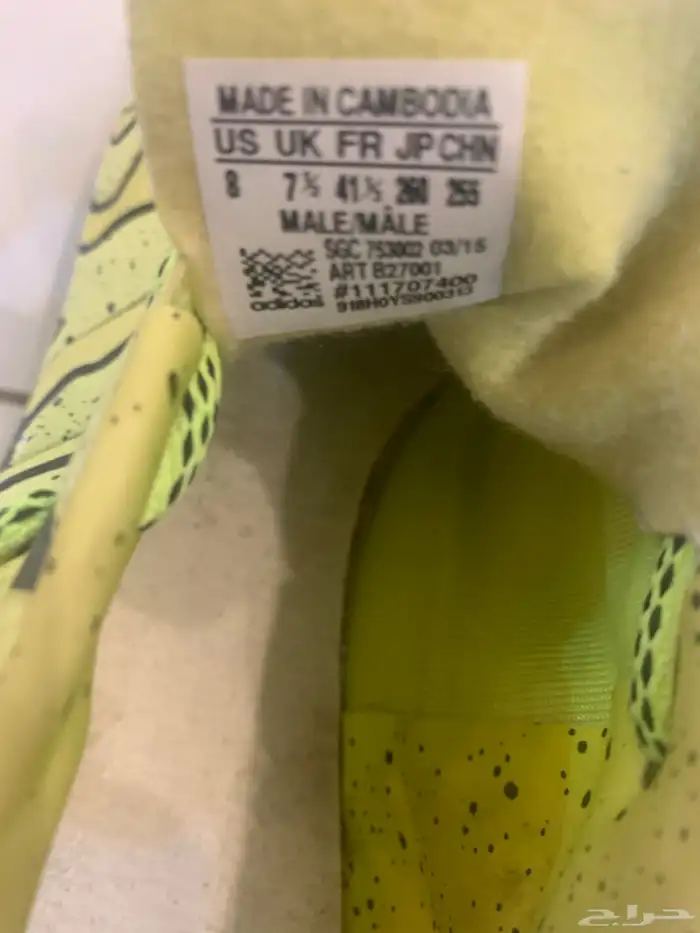 MADE IN CAMBODIA
US UK FR JP CHN
8 7½ 41⅓ 260 255
MALE/MÂLE
SGC 753002 03/15
ART B27001
#111707400
adidas
حراج